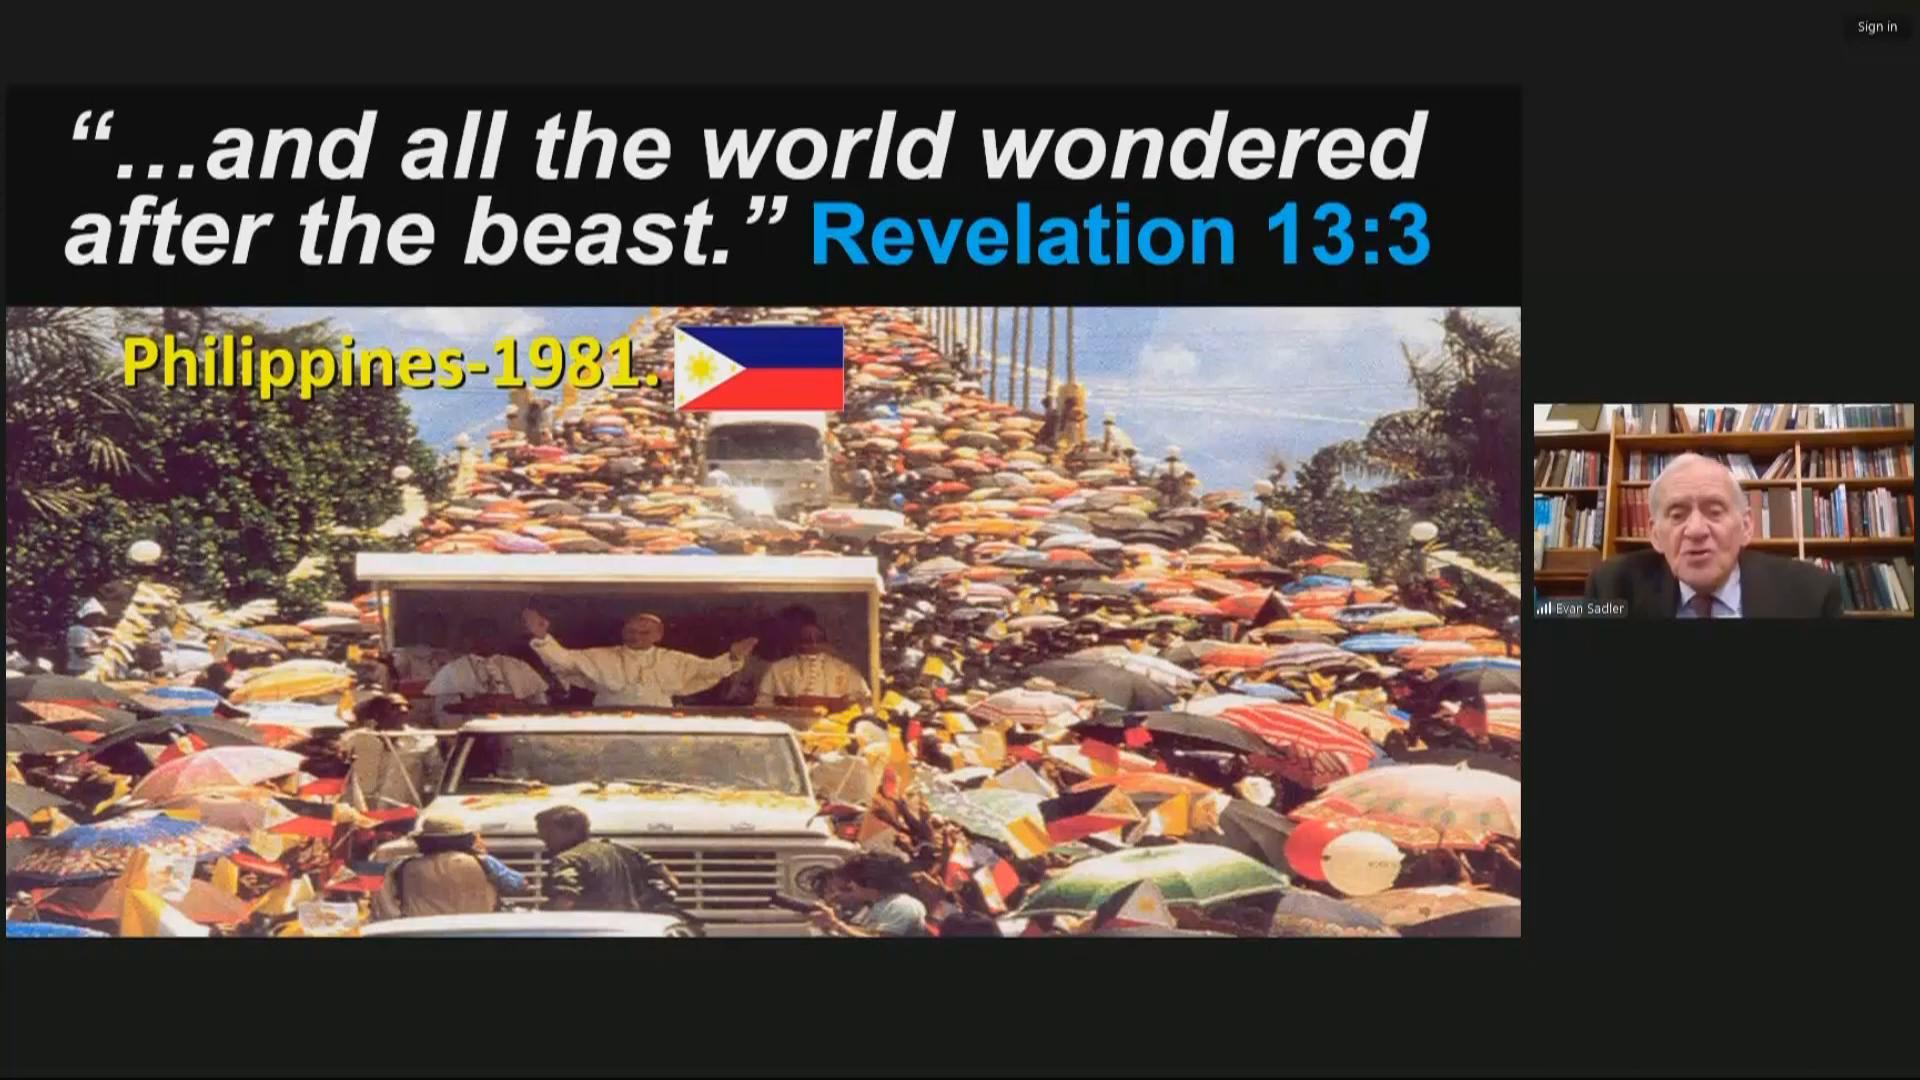 Sign in
“…and all the world wondered
after the beast.” Revelation 13:3
Philippines-1981.
Evan Sadler